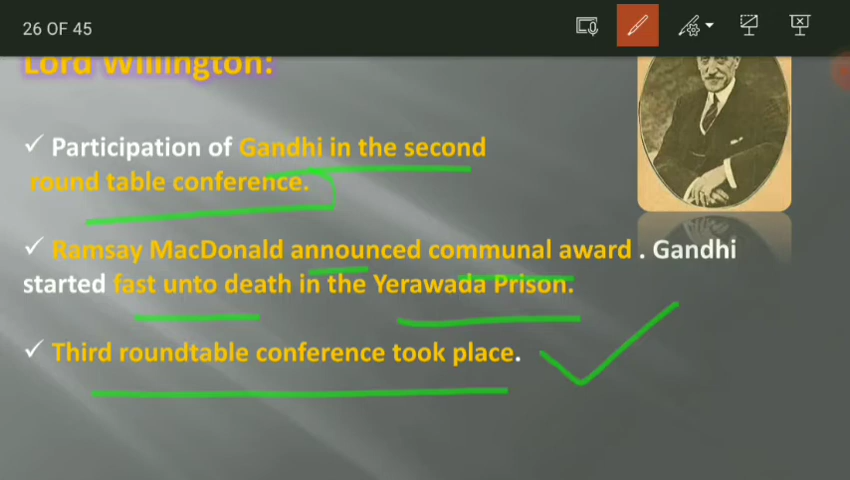 26 OF 45
Lord Willington:
✓ Participation of Gandhi in the second
round table conference.
✓ Ramsay MacDonald announced communal award . Gandhi
started fast unto death in the Yerawada Prison.
✓ Third roundtable conference took place.